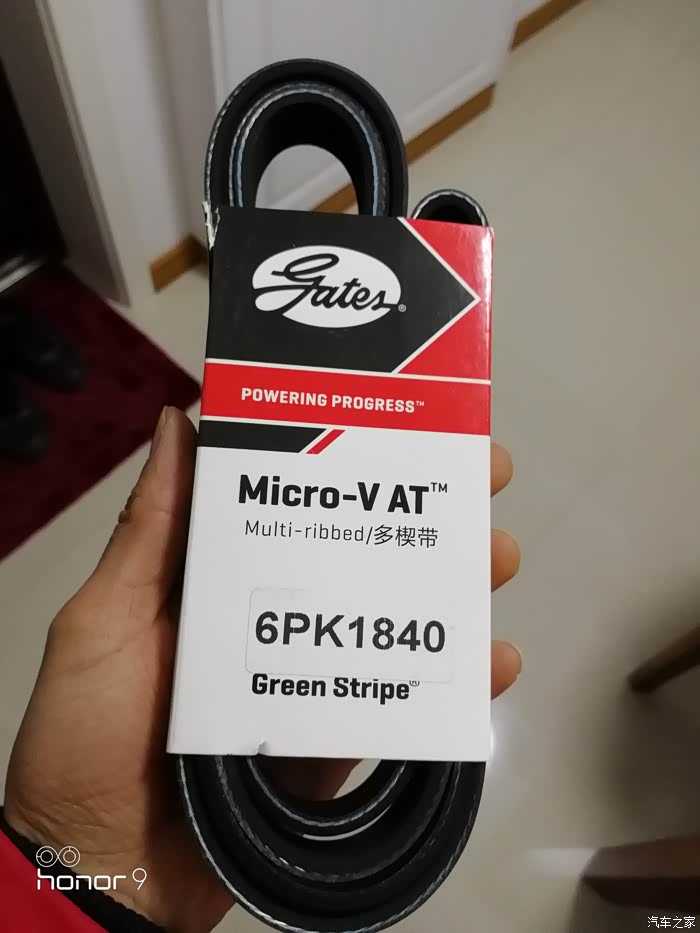 Gates®
POWERING PROGRESS™
Micro-V AT™
Multi-ribbed/多楔带
6PK1840
Green Stripe®
honor 9
汽车之家